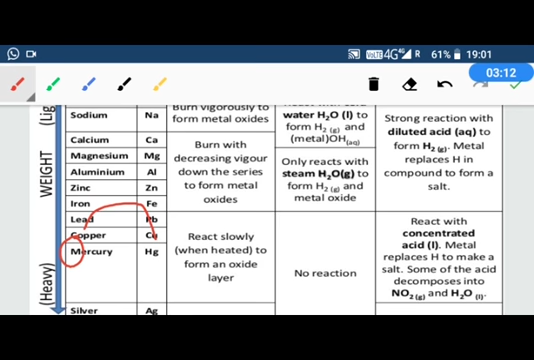 VoLTE 4G 4G R 61% 19:01
03:12
(Lig
WEIGHT
(Heavy)
Sodium Na
Calcium Ca
Magnesium Mg
Aluminium Al
Zinc Zn
Iron Fe
Lead Pb
Copper Cu
Mercury Hg
Silver Ag
Burn vigorously to
form metal oxides
Burn with
decreasing vigour
down the series
to form metal
oxides
React slowly
(when heated) to
form an oxide
layer
water H2O (l) to
form H2 (g) and
(metal)OH(aq)
Only reacts with
steam H2O(g) to
form H2 (g) and
metal oxide
No reaction
Strong reaction with
diluted acid (aq) to
form H2 (g). Metal
replaces H in
compound to form a
salt.
React with
concentrated
acid (l). Metal
replaces H to make a
salt. Some of the acid
decomposes into
NO2 (g) and H2O (l).